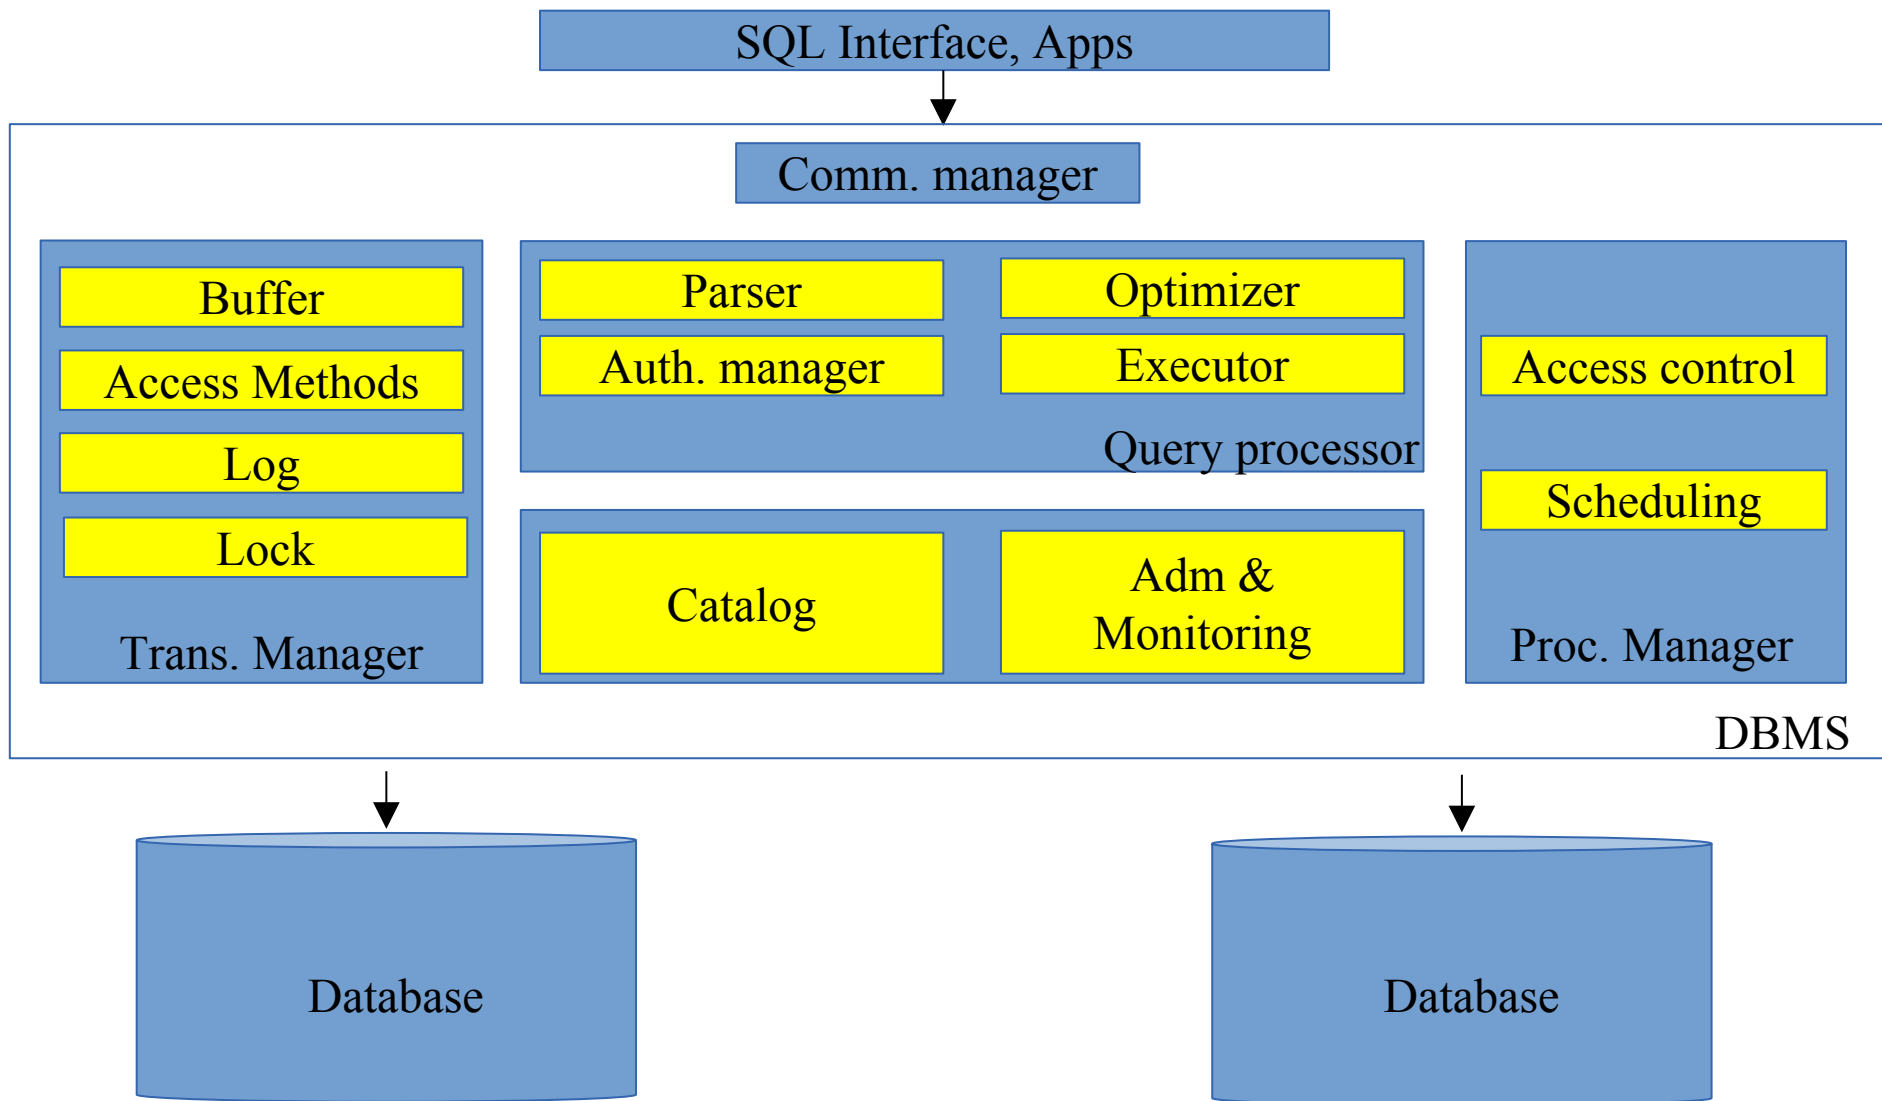 SQL Interface, Apps
Comm. manager
Buffer
Access Methods
Log
Lock
Trans. Manager
Parser
Optimizer
Auth. manager
Executor
Query processor
Catalog
Adm &
Monitoring
Access control
Scheduling
Proc. Manager
DBMS
Database
Database